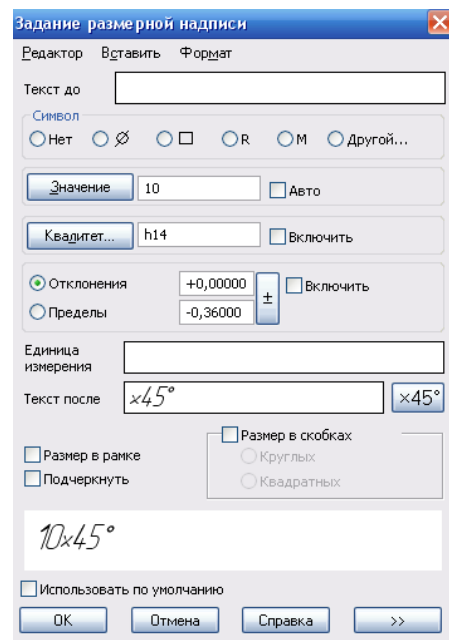 Задание размерной надписи
Редактор Вставить Формат
Текст до
Символ
Нет Ø □ R M Другой...
Значение 10 Авто
Квалитет... h14 Включить
Отклонения +0,00000 ± Включить
Пределы -0,36000
Единица
измерения
Текст после ×45° ×45°
Размер в скобках
Размер в рамке Круглых
Подчеркнуть Квадратных
10×45°
Использовать по умолчанию
OK Отмена Справка >>